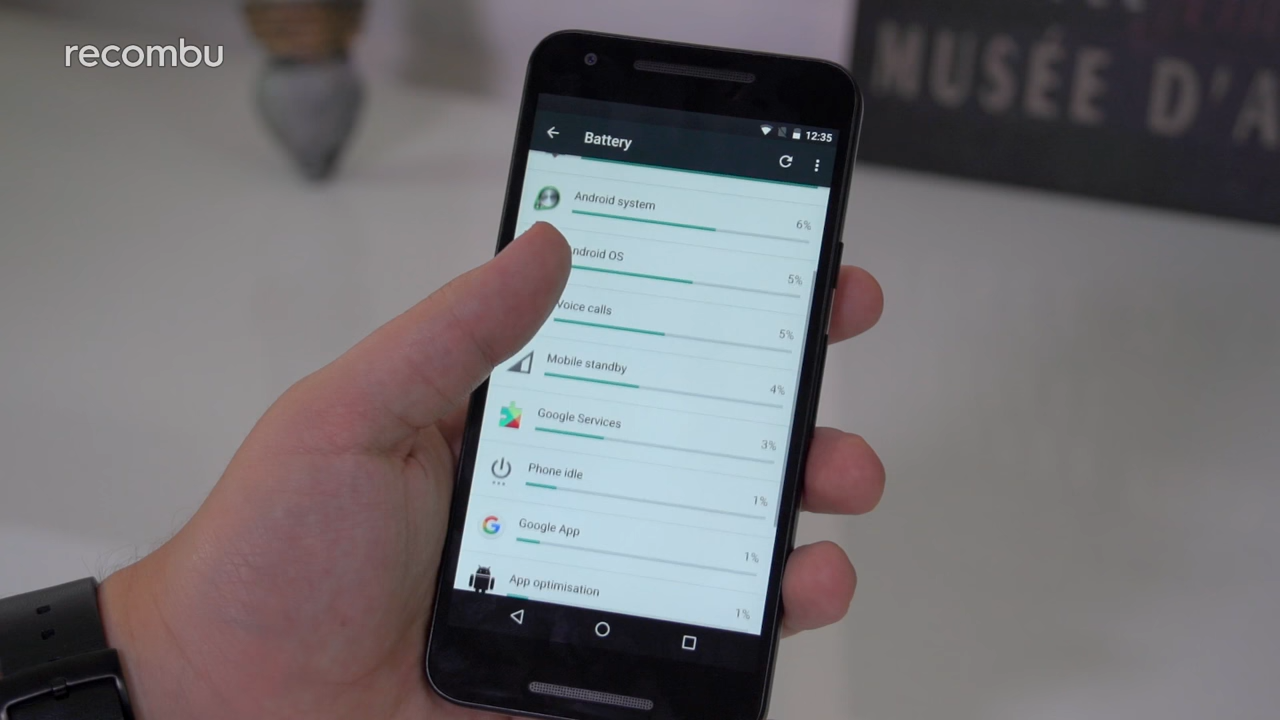 recombu
MUSÉE D'A
12:35
Battery
Android system
6%
ndroid OS
5%
Voice calls
5%
Mobile standby
4%
Google Services
3%
Phone idle
1%
Google App
1%
App optimisation
1%